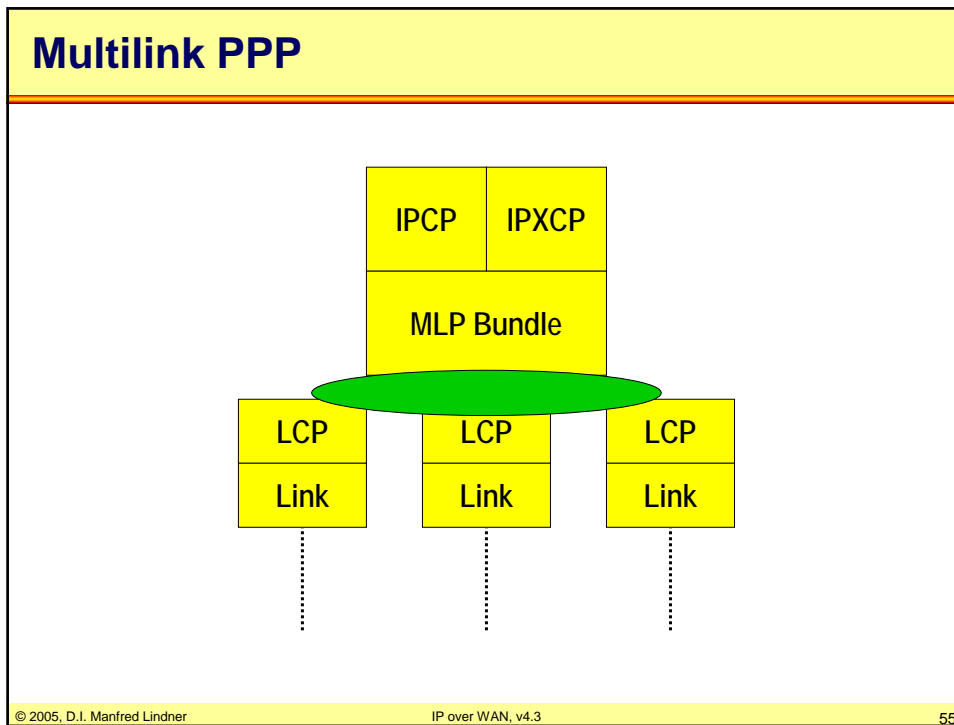 Multilink PPP
IPCP IPXCP
MLP Bundle
LCP LCP LCP
Link Link Link
© 2005, D.I. Manfred Lindner IP over WAN, v4.3 55